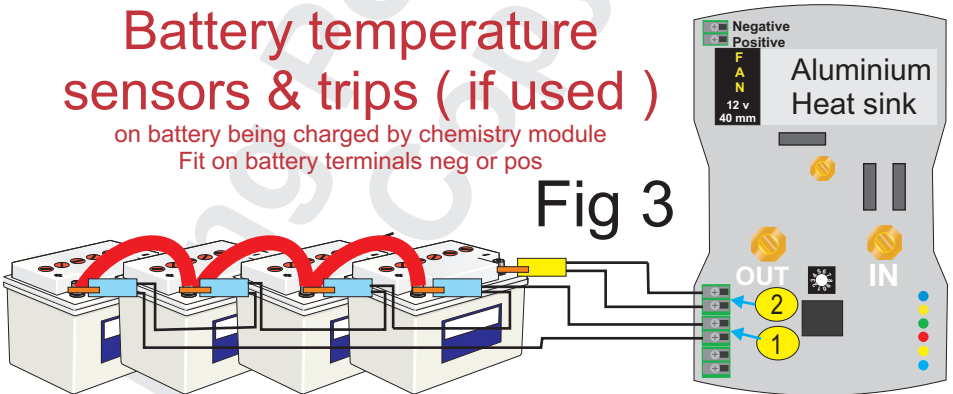 Battery temperature
sensors & trips ( if used )
on battery being charged by chemistry module
Fit on battery terminals neg or pos
Fig 3
Negative
Positive
F
A
N
12 v
40 mm
Aluminium
Heat sink
OUT
IN
2
1